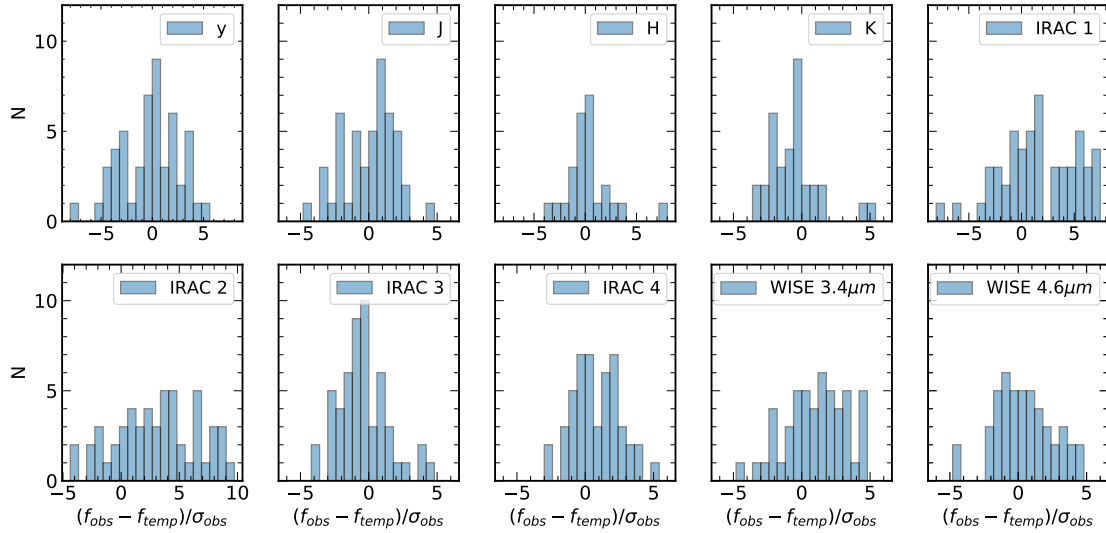 y
J
H
K
IRAC 1
N
10
5
0
−5 0 5
−5 0 5
−5 0 5
−5 0 5
−5 0 5
IRAC 2
IRAC 3
IRAC 4
WISE 3.4μm
WISE 4.6μm
N
10
5
0
−5 0 5 10
−5 0 5
−5 0 5
−5 0 5
−5 0 5
(f_obs − f_temp)/σ_obs
(f_obs − f_temp)/σ_obs
(f_obs − f_temp)/σ_obs
(f_obs − f_temp)/σ_obs
(f_obs − f_temp)/σ_obs